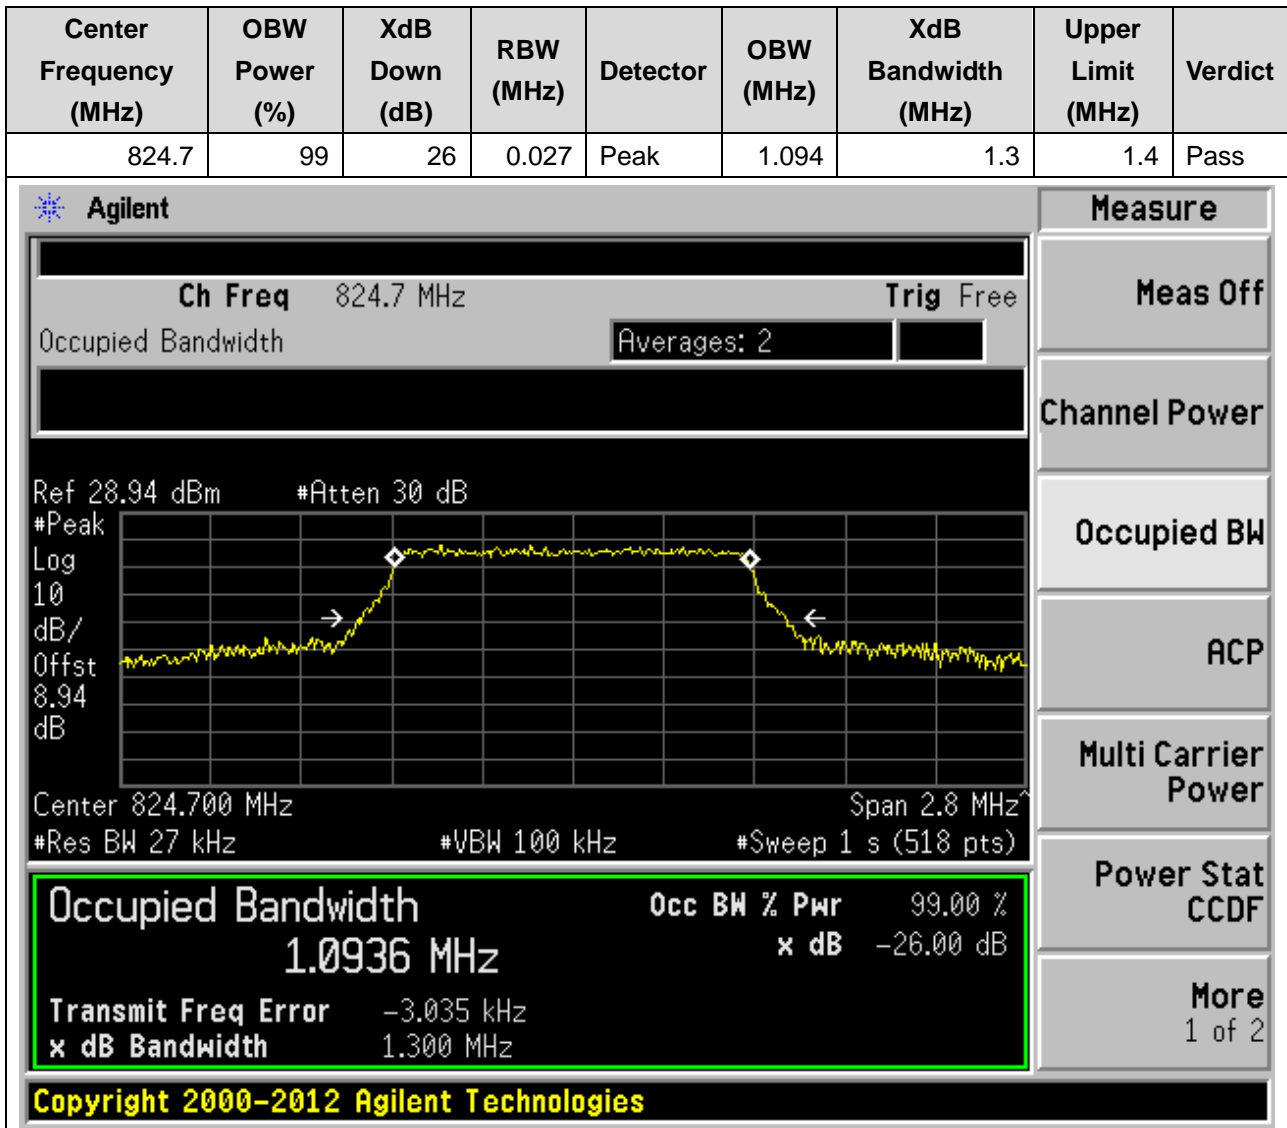 Center Frequency (MHz) OBW Power (%) XdB Down (dB) RBW (MHz) Detector OBW (MHz) XdB Bandwidth (MHz) Upper Limit (MHz) Verdict
824.7 99 26 0.027 Peak 1.094 1.3 1.4 Pass
Agilent
Measure
Ch Freq 824.7 MHz Trig Free
Occupied Bandwidth Averages: 2
Meas Off
Channel Power
Occupied BW
ACP
Multi Carrier
Power
Power Stat
CCDF
More
1 of 2
Ref 28.94 dBm #Atten 30 dB
#Peak
Log
10
dB/
Offst
8.94
dB
Center 824.700 MHz Span 2.8 MHz^
#Res BW 27 kHz #VBW 100 kHz #Sweep 1 s (518 pts)
Occupied Bandwidth Occ BW % Pwr 99.00 %
1.0936 MHz x dB -26.00 dB
Transmit Freq Error -3.035 kHz
x dB Bandwidth 1.300 MHz
Copyright 2000-2012 Agilent Technologies